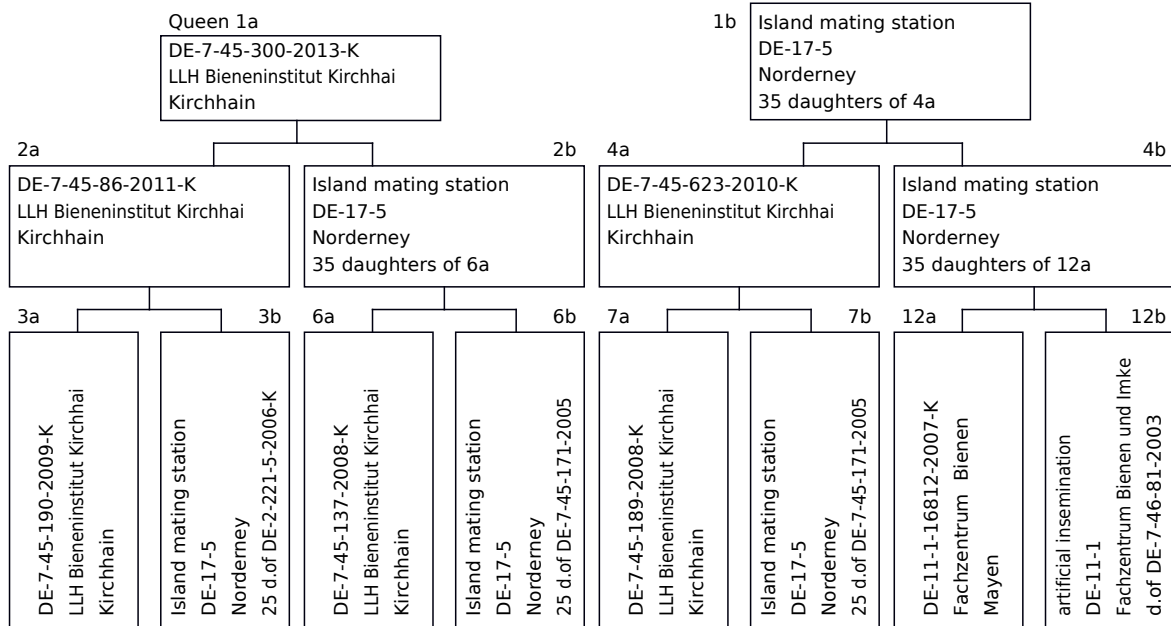 Queen 1a
DE-7-45-300-2013-K
LLH Bieneninstitut Kirchhai
Kirchhain
1b
Island mating station
DE-17-5
Norderney
35 daughters of 4a
2a
DE-7-45-86-2011-K
LLH Bieneninstitut Kirchhai
Kirchhain
2b
Island mating station
DE-17-5
Norderney
35 daughters of 6a
4a
DE-7-45-623-2010-K
LLH Bieneninstitut Kirchhai
Kirchhain
4b
Island mating station
DE-17-5
Norderney
35 daughters of 12a
3a
DE-7-45-190-2009-K
LLH Bieneninstitut Kirchhai
Kirchhain
3b
Island mating station
DE-17-5
Norderney
25 d.of DE-2-221-5-2006-K
6a
DE-7-45-137-2008-K
LLH Bieneninstitut Kirchhai
Kirchhain
6b
Island mating station
DE-17-5
Norderney
25 d.of DE-7-45-171-2005
7a
DE-7-45-189-2008-K
LLH Bieneninstitut Kirchhai
Kirchhain
7b
Island mating station
DE-17-5
Norderney
25 d.of DE-7-45-171-2005
12a
DE-11-1-16812-2007-K
Fachzentrum Bienen
Mayen
12b
artificial insemination
DE-11-1
Fachzentrum Bienen und Imke
d.of DE-7-46-81-2003